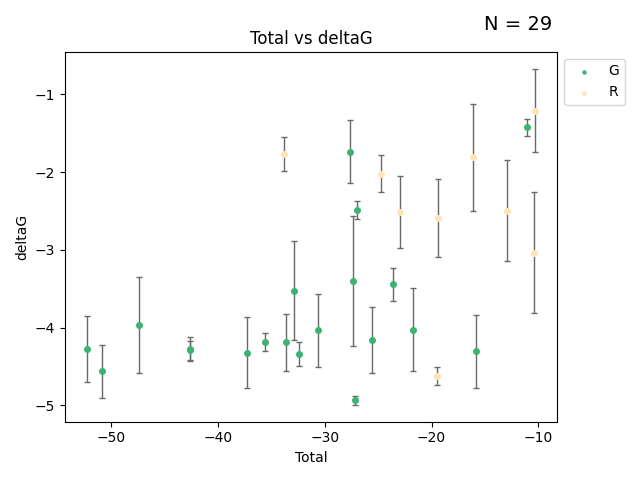 N = 29
Total vs deltaG
G
R
−1
−2
−3
−4
−5
deltaG
−50
−40
−30
−20
−10
Total